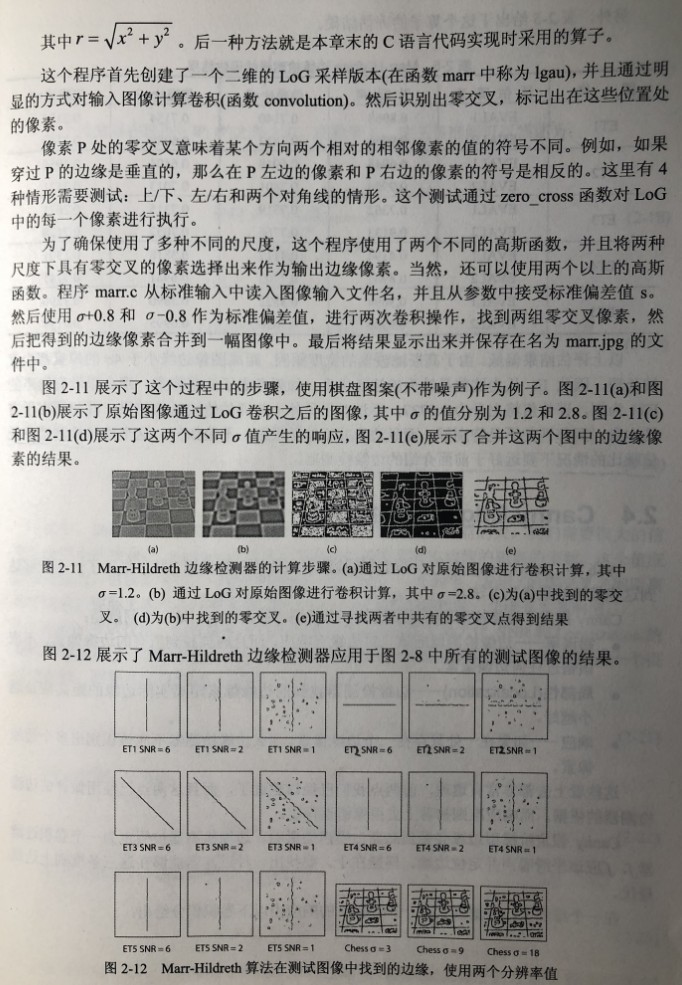 其中 r = √x² + y² 。后一种方法就是本章末的 C 语言代码实现时采用的算子。
这个程序首先创建了一个二维的 LoG 采样版本(在函数 marr 中称为 lgau), 并且通过明
显的方式对输入图像计算卷积(函数 convolution)。然后识别出零交叉，标记出在这些位置处
的像素。
像素 P 处的零交叉意味着某个方向两个相对的相邻像素的值的符号不同。例如，如果
穿过 P 的边缘是垂直的，那么在 P 左边的像素和 P 右边的像素的符号是相反的。这里有 4
种情形需要测试：上/下、左/右和两个对角线的情形。这个测试通过 zero_cross 函数对 LoG
中的每一个像素进行执行。
为了确保使用了多种不同的尺度，这个程序使用了两个不同的高斯函数，并且将两种
尺度下具有零交叉的像素选择出来作为输出边缘像素。当然，还可以使用两个以上的高斯
函数。程序 marr.c 从标准输入中读入图像输入文件名，并且从参数中接受标准偏差值 s。
然后使用 σ+0.8 和 σ-0.8 作为标准偏差值，进行两次卷积操作，找到两组零交叉像素，然
后把得到的边缘像素合并到一幅图像中。最后将结果显示出来并保存在名为 marr.jpg 的文
件中。
图 2-11 展示了这个过程中的步骤，使用棋盘图案(不带噪声)作为例子。图 2-11(a)和图
2-11(b)展示了原始图像通过 LoG 卷积之后的图像, 其中 σ 的值分别为 1.2 和 2.8。图 2-11(c)
和图 2-11(d)展示了这两个不同 σ 值产生的响应, 图 2-11(e)展示了合并这两个图中的边缘像
素的结果。
(a) (b) (c) (d) (e)
图 2-11 Marr-Hildreth 边缘检测器的计算步骤。(a)通过 LoG 对原始图像进行卷积计算，其中
σ=1.2。(b) 通过 LoG 对原始图像进行卷积计算，其中 σ=2.8。(c)为(a)中找到的零交
叉。 (d)为(b)中找到的零交叉。(e)通过寻找两者中共有的零交叉点得到结果
图 2-12 展示了 Marr-Hildreth 边缘检测器应用于图 2-8 中所有的测试图像的结果。
ET1 SNR = 6 ET1 SNR = 2 ET1 SNR = 1 ET2 SNR = 6 ET2 SNR = 2 ET2 SNR = 1
ET3 SNR = 6 ET3 SNR = 2 ET3 SNR = 1 ET4 SNR = 6 ET4 SNR = 2 ET4 SNR = 1
ET5 SNR = 6 ET5 SNR = 2 ET5 SNR = 1 Chess σ = 3 Chess σ = 9 Chess σ = 18
图 2-12 Marr-Hildreth 算法在测试图像中找到的边缘，使用两个分辨率值